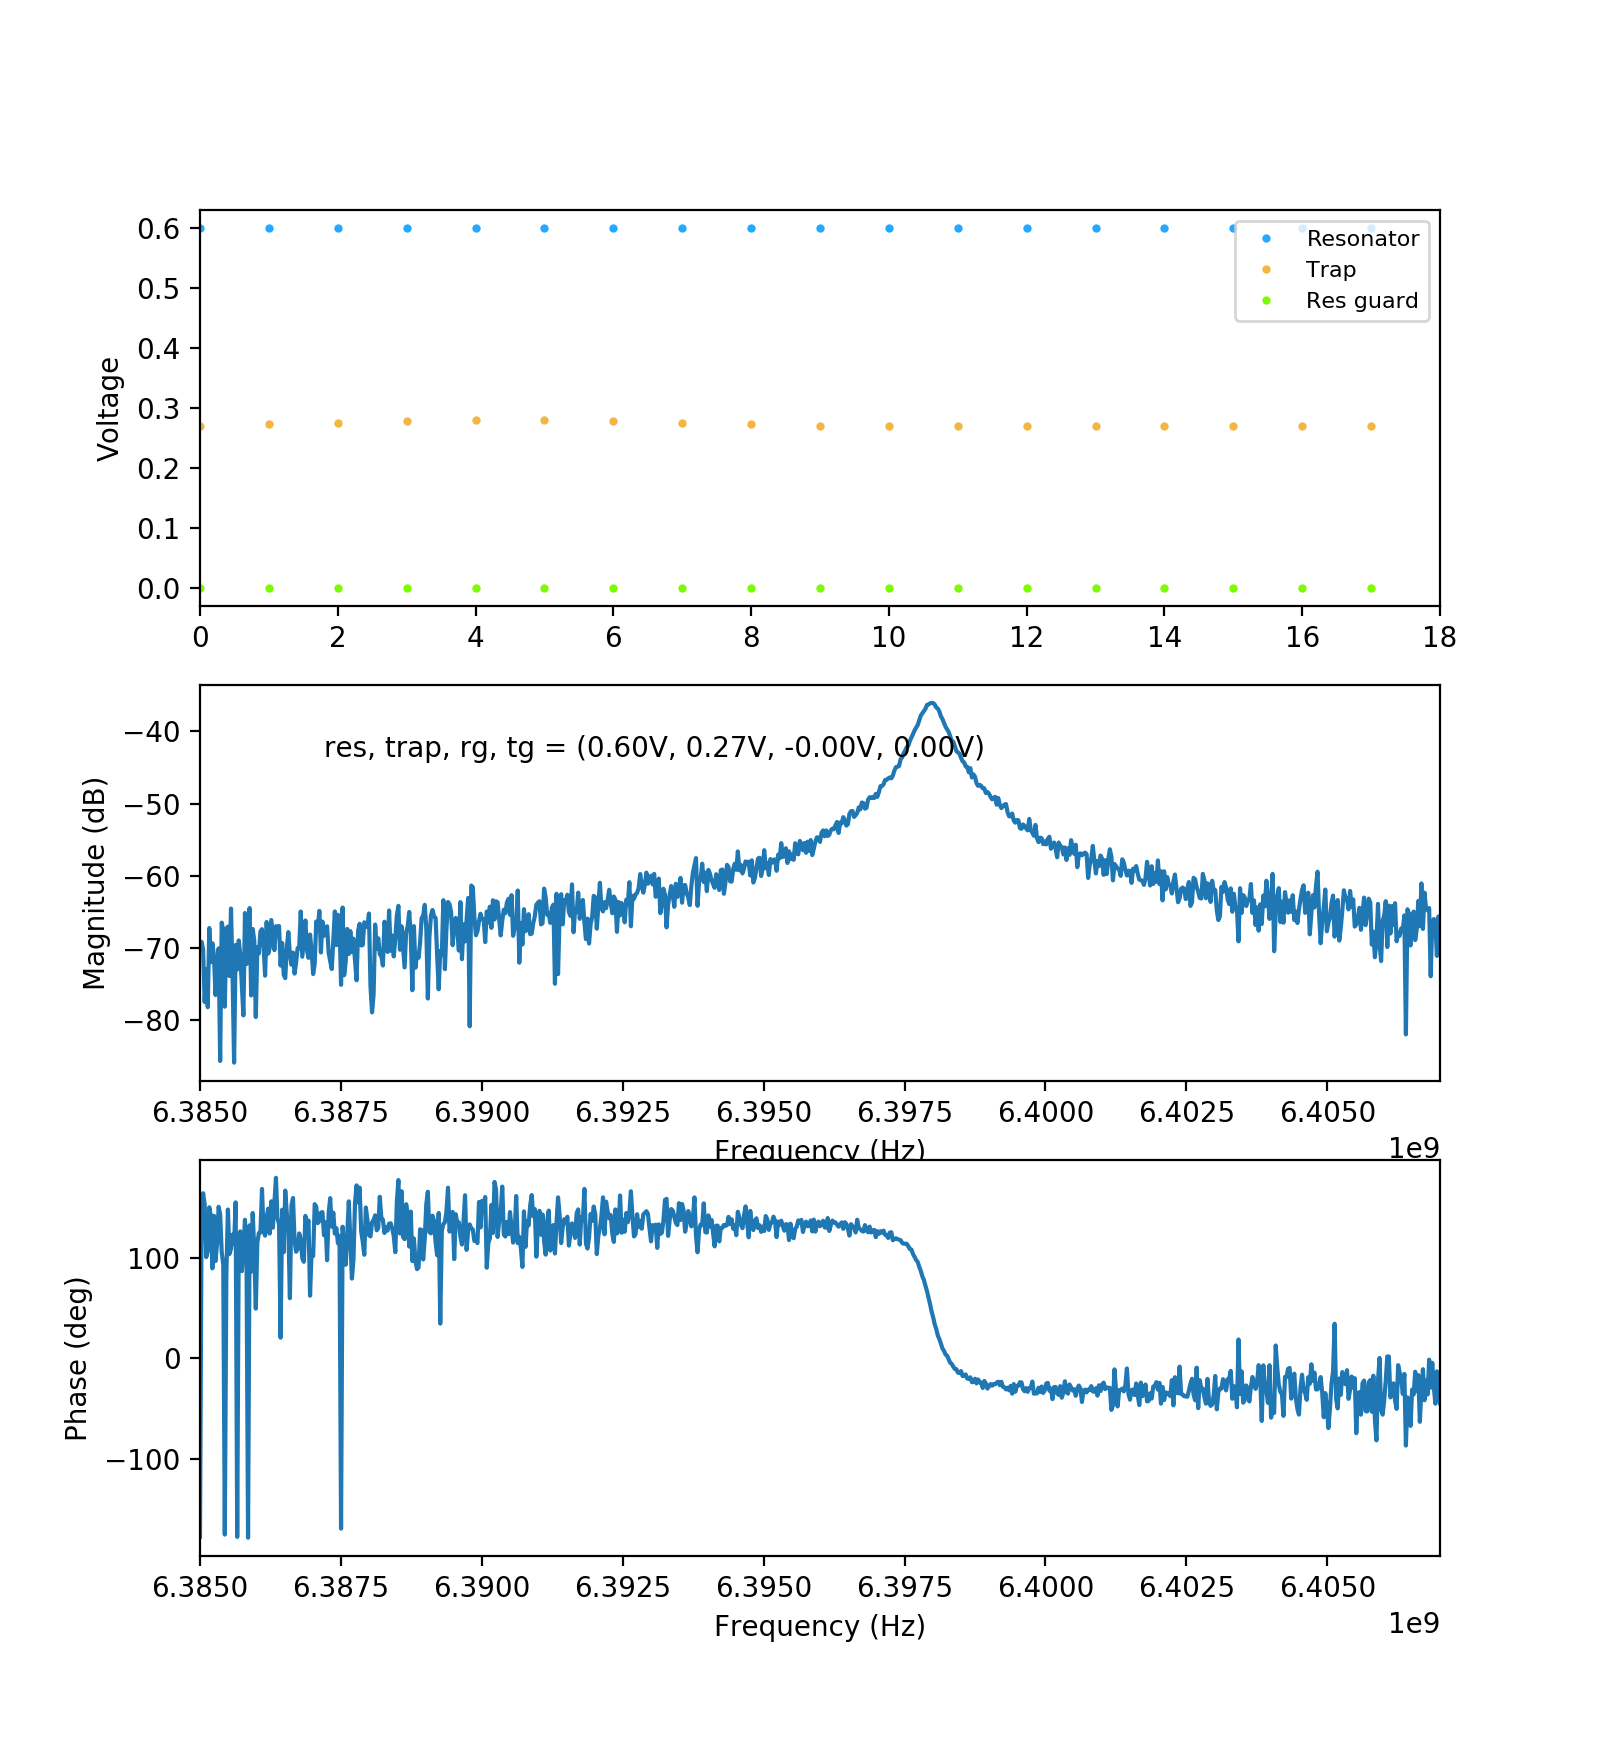 0.6
0.5
0.4
0.3
0.2
0.1
0.0
Voltage
Resonator
Trap
Res guard
0 2 4 6 8 10 12 14 16 18
−40
−50
−60
−70
−80
Magnitude (dB)
res, trap, rg, tg = (0.60V, 0.27V, -0.00V, 0.00V)
6.3850 6.3875 6.3900 6.3925 6.3950 6.3975 6.4000 6.4025 6.4050
Frequency (Hz)
1e9
100
0
−100
Phase (deg)
6.3850 6.3875 6.3900 6.3925 6.3950 6.3975 6.4000 6.4025 6.4050
Frequency (Hz)
1e9